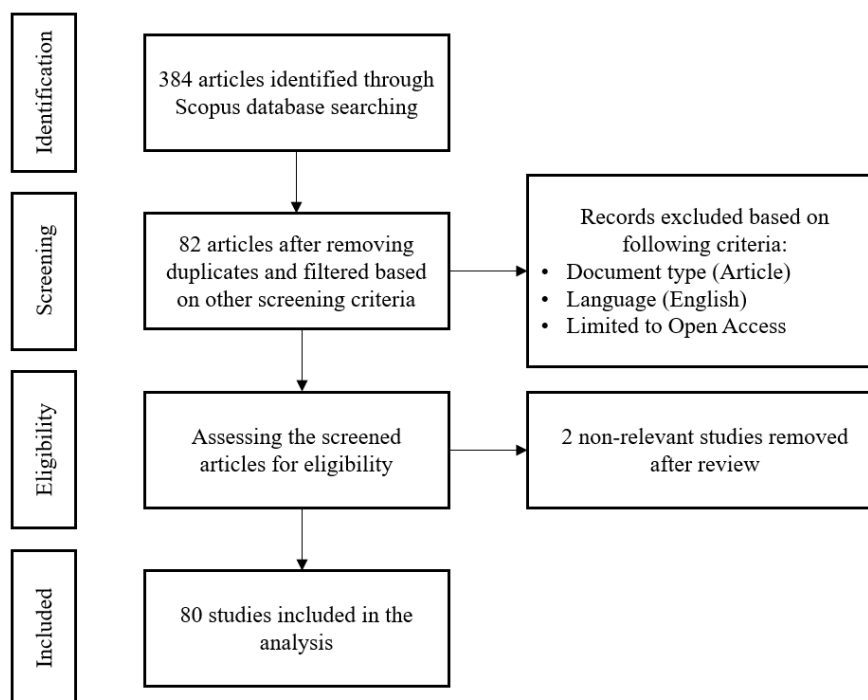 Identification
384 articles identified through
Scopus database searching
Screening
82 articles after removing
duplicates and filtered based
on other screening criteria
Records excluded based on
following criteria:
• Document type (Article)
• Language (English)
• Limited to Open Access
Eligibility
Assessing the screened
articles for eligibility
2 non-relevant studies removed
after review
Included
80 studies included in the
analysis